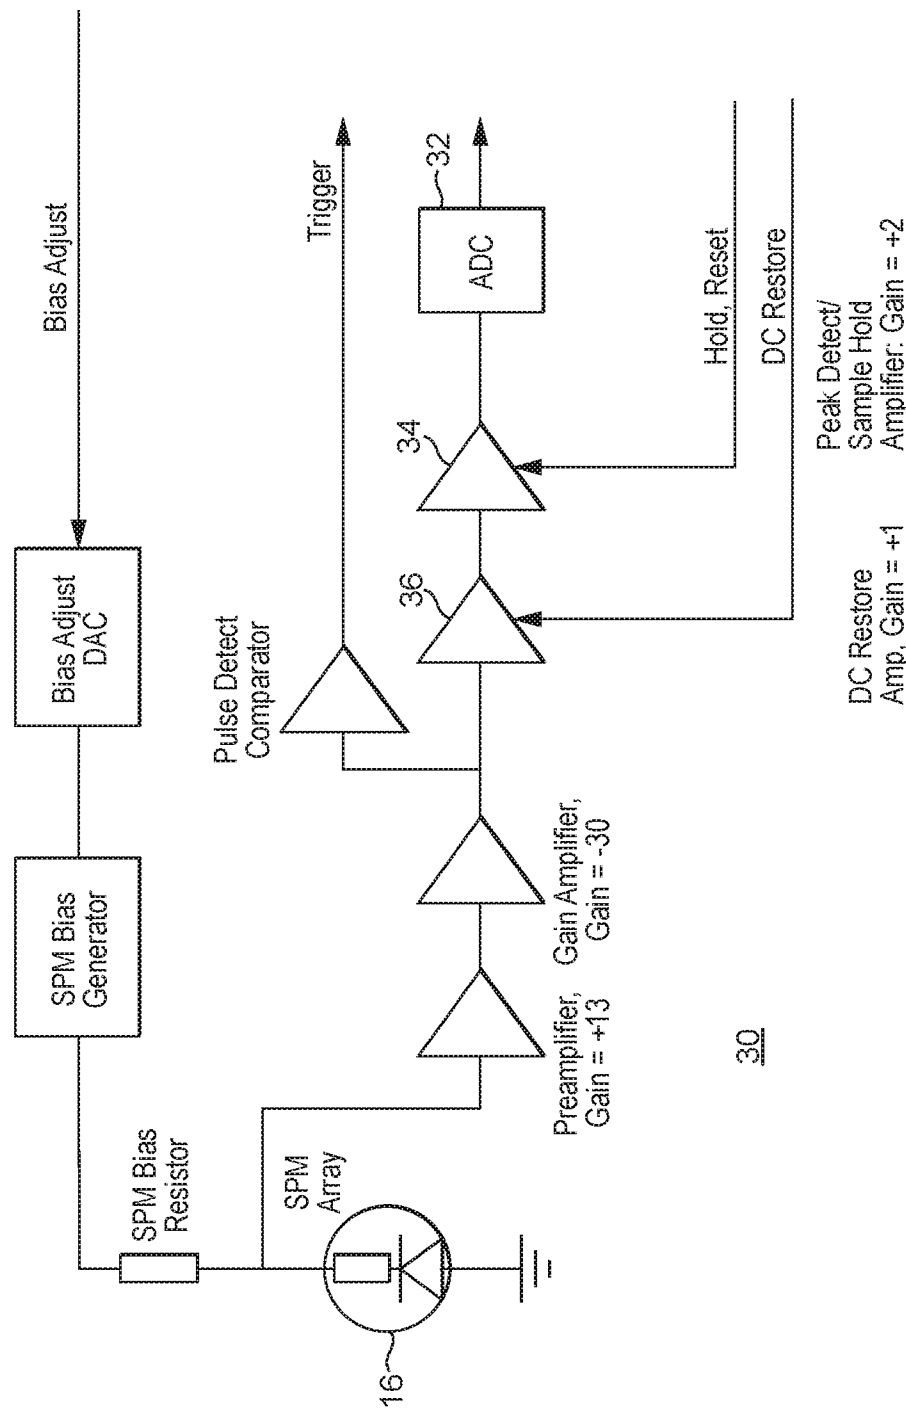 Bias Adjust
Bias Adjust
DAC
SPM Bias
Generator
SPM Bias
Resistor
SPM
Array
16
Pulse Detect
Comparator
Trigger
Preamplifier,
Gain = +13
Gain Amplifier,
Gain = -30
36
34
ADC
32
Hold, Reset
DC Restore
DC Restore
Amp, Gain = +1
Peak Detect/
Sample Hold
Amplifier: Gain = +2
30